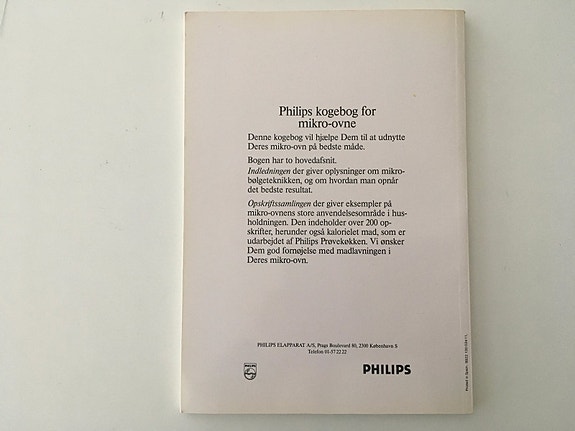 Philips kogebog for
mikro-ovne
Denne kogebog vil hjælpe Dem til at udnytte
Deres mikro-ovn på bedste måde.
Bogen har to hovedafsnit.
Indledningen der giver oplysninger om mikro-
bølgeteknikken, og om hvordan man opnår
det bedste resultat.
Opskriftssamlingen der giver eksempler på
mikro-ovnens store anvendelsesområde i hus-
holdningen. Den indeholder over 200 op-
skrifter, herunder også kalorielet mad, som er
udarbejdet af Philips Prøvekøkken. Vi ønsker
Dem god fornøjelse med madlavningen i
Deres mikro-ovn.
PHILIPS ELAPPARAT A/S, Prags Boulevard 80, 2300 København S
Telefon 01-57 22 22
PHILIPS